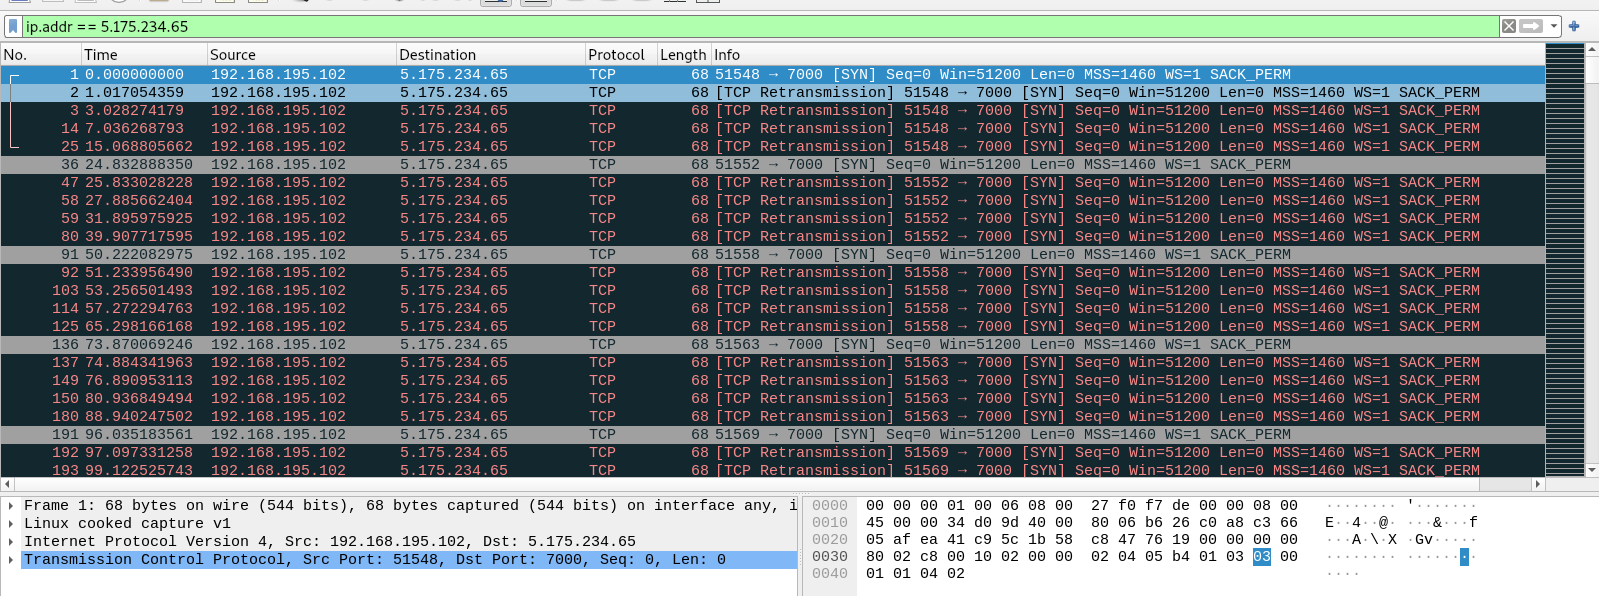 ip.addr == 5.175.234.65
No. Time Source Destination Protocol Length Info
1 0.000000000 192.168.195.102 5.175.234.65 TCP 68 51548 → 7000 [SYN] Seq=0 Win=51200 Len=0 MSS=1460 WS=1 SACK_PERM
2 1.017054359 192.168.195.102 5.175.234.65 TCP 68 [TCP Retransmission] 51548 → 7000 [SYN] Seq=0 Win=51200 Len=0 MSS=1460 WS=1 SACK_PERM
3 3.028274179 192.168.195.102 5.175.234.65 TCP 68 [TCP Retransmission] 51548 → 7000 [SYN] Seq=0 Win=51200 Len=0 MSS=1460 WS=1 SACK_PERM
14 7.036268793 192.168.195.102 5.175.234.65 TCP 68 [TCP Retransmission] 51548 → 7000 [SYN] Seq=0 Win=51200 Len=0 MSS=1460 WS=1 SACK_PERM
25 15.068805662 192.168.195.102 5.175.234.65 TCP 68 [TCP Retransmission] 51548 → 7000 [SYN] Seq=0 Win=51200 Len=0 MSS=1460 WS=1 SACK_PERM
36 24.832888350 192.168.195.102 5.175.234.65 TCP 68 51552 → 7000 [SYN] Seq=0 Win=51200 Len=0 MSS=1460 WS=1 SACK_PERM
47 25.833028228 192.168.195.102 5.175.234.65 TCP 68 [TCP Retransmission] 51552 → 7000 [SYN] Seq=0 Win=51200 Len=0 MSS=1460 WS=1 SACK_PERM
58 27.885662404 192.168.195.102 5.175.234.65 TCP 68 [TCP Retransmission] 51552 → 7000 [SYN] Seq=0 Win=51200 Len=0 MSS=1460 WS=1 SACK_PERM
59 31.895975925 192.168.195.102 5.175.234.65 TCP 68 [TCP Retransmission] 51552 → 7000 [SYN] Seq=0 Win=51200 Len=0 MSS=1460 WS=1 SACK_PERM
80 39.907717595 192.168.195.102 5.175.234.65 TCP 68 [TCP Retransmission] 51552 → 7000 [SYN] Seq=0 Win=51200 Len=0 MSS=1460 WS=1 SACK_PERM
91 50.222082975 192.168.195.102 5.175.234.65 TCP 68 51558 → 7000 [SYN] Seq=0 Win=51200 Len=0 MSS=1460 WS=1 SACK_PERM
92 51.233956490 192.168.195.102 5.175.234.65 TCP 68 [TCP Retransmission] 51558 → 7000 [SYN] Seq=0 Win=51200 Len=0 MSS=1460 WS=1 SACK_PERM
103 53.256501493 192.168.195.102 5.175.234.65 TCP 68 [TCP Retransmission] 51558 → 7000 [SYN] Seq=0 Win=51200 Len=0 MSS=1460 WS=1 SACK_PERM
114 57.272294763 192.168.195.102 5.175.234.65 TCP 68 [TCP Retransmission] 51558 → 7000 [SYN] Seq=0 Win=51200 Len=0 MSS=1460 WS=1 SACK_PERM
125 65.298166168 192.168.195.102 5.175.234.65 TCP 68 [TCP Retransmission] 51558 → 7000 [SYN] Seq=0 Win=51200 Len=0 MSS=1460 WS=1 SACK_PERM
136 73.870069246 192.168.195.102 5.175.234.65 TCP 68 51563 → 7000 [SYN] Seq=0 Win=51200 Len=0 MSS=1460 WS=1 SACK_PERM
137 74.884341963 192.168.195.102 5.175.234.65 TCP 68 [TCP Retransmission] 51563 → 7000 [SYN] Seq=0 Win=51200 Len=0 MSS=1460 WS=1 SACK_PERM
149 76.890953113 192.168.195.102 5.175.234.65 TCP 68 [TCP Retransmission] 51563 → 7000 [SYN] Seq=0 Win=51200 Len=0 MSS=1460 WS=1 SACK_PERM
150 80.936849494 192.168.195.102 5.175.234.65 TCP 68 [TCP Retransmission] 51563 → 7000 [SYN] Seq=0 Win=51200 Len=0 MSS=1460 WS=1 SACK_PERM
180 88.940247502 192.168.195.102 5.175.234.65 TCP 68 [TCP Retransmission] 51563 → 7000 [SYN] Seq=0 Win=51200 Len=0 MSS=1460 WS=1 SACK_PERM
191 96.035183561 192.168.195.102 5.175.234.65 TCP 68 51569 → 7000 [SYN] Seq=0 Win=51200 Len=0 MSS=1460 WS=1 SACK_PERM
192 97.097331258 192.168.195.102 5.175.234.65 TCP 68 [TCP Retransmission] 51569 → 7000 [SYN] Seq=0 Win=51200 Len=0 MSS=1460 WS=1 SACK_PERM
193 99.122525743 192.168.195.102 5.175.234.65 TCP 68 [TCP Retransmission] 51569 → 7000 [SYN] Seq=0 Win=51200 Len=0 MSS=1460 WS=1 SACK_PERM
Frame 1: 68 bytes on wire (544 bits), 68 bytes captured (544 bits) on interface any, i
Linux cooked capture v1
Internet Protocol Version 4, Src: 192.168.195.102, Dst: 5.175.234.65
Transmission Control Protocol, Src Port: 51548, Dst Port: 7000, Seq: 0, Len: 0
0000 00 00 00 01 00 06 08 00 27 f0 f7 de 00 00 08 00 ········ '·······
0010 45 00 00 34 d0 9d 40 00 80 06 b6 26 c0 a8 c3 66 E··4··@· ···&···f
0020 05 af ea 41 c9 5c 1b 58 c8 47 76 19 00 00 00 00 ···A·\·X ·Gv·····
0030 80 02 c8 00 10 02 00 00 02 04 05 b4 01 03 03 00 ········ ········
0040 01 01 04 02 ····